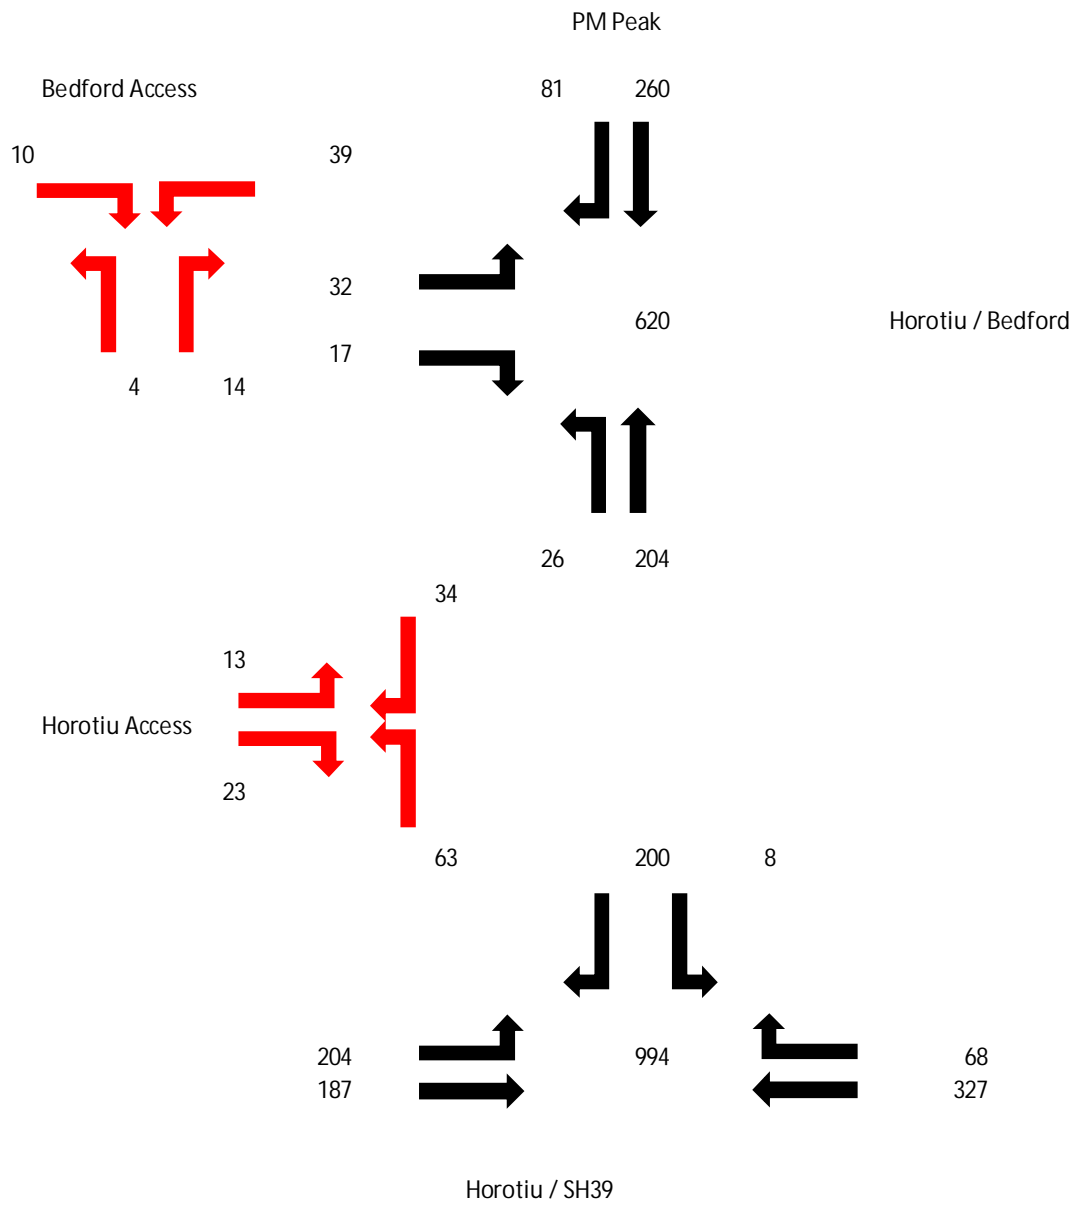 PM Peak
Bedford Access
81 260
10 39
32
620 Horotiu / Bedford
17
4 14
26 204
34
13
Horotiu Access
23
63 200 8
204 994 68
187 327
Horotiu / SH39